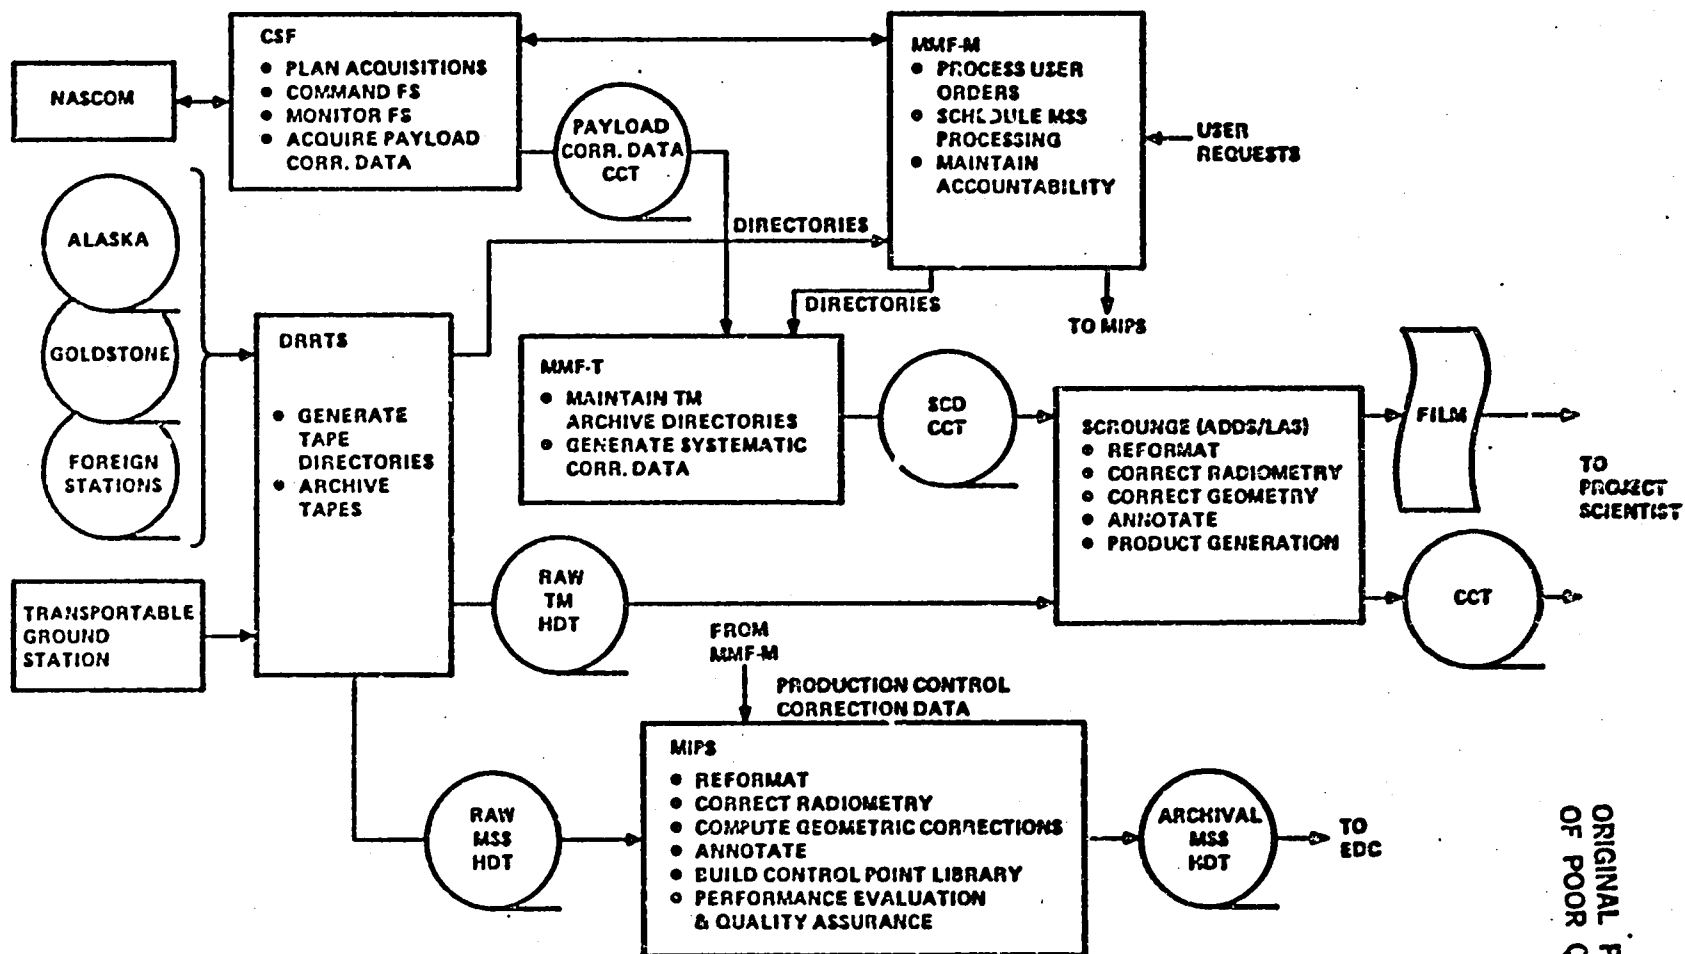 CSF
● PLAN ACQUISITIONS
● COMMAND FS
● MONITOR FS
● ACQUIRE PAYLOAD
CORR. DATA
NASCOM
PAYLOAD
CORR. DATA
CCT
MMF-M
● PROCESS USER
ORDERS
● SCHEDULE MSS
PROCESSING
● MAINTAIN
ACCOUNTABILITY
USER
REQUESTS
ALASKA
GOLDSTONE
FOREIGN
STATIONS
TRANSPORTABLE
GROUND
STATION
DRRTS
● GENERATE
TAPE
DIRECTORIES
● ARCHIVE
TAPES
DIRECTORIES
DIRECTORIES
TO MIPS
MMF-T
● MAINTAIN TM
ARCHIVE DIRECTORIES
● GENERATE SYSTEMATIC
CORR. DATA
SCD
CCT
SCROUNGE (ADDS/LAS)
● REFORMAT
● CORRECT RADIOMETRY
● CORRECT GEOMETRY
● ANNOTATE
● PRODUCT GENERATION
FILM
CCT
TO
PROJECT
SCIENTIST
RAW
TM
HDT
FROM
MMF-M
PRODUCTION CONTROL
CORRECTION DATA
RAW
MSS
HDT
MIPS
● REFORMAT
● CORRECT RADIOMETRY
● COMPUTE GEOMETRIC CORRECTIONS
● ANNOTATE
● BUILD CONTROL POINT LIBRARY
● PERFORMANCE EVALUATION
& QUALITY ASSURANCE
ARCHIVAL
MSS
HDT
TO
EDC
ORIGINAL
OF POOR